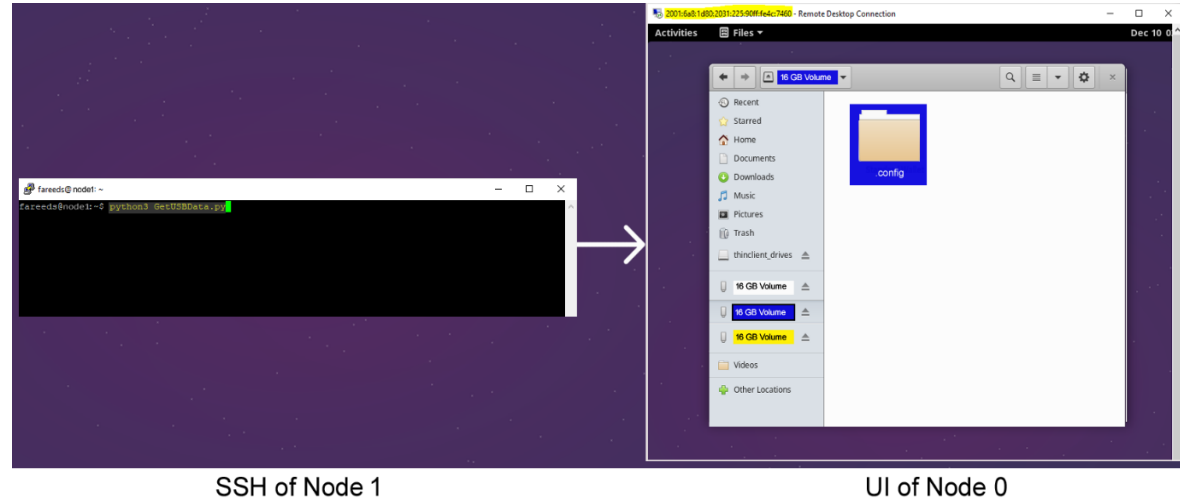 2001:6a8:1d80:2031:225:90ff:fe4c:7460 - Remote Desktop Connection
Activities Files
Dec 10 0
16 GB Volume
Recent
Starred
Home
Documents
Downloads
Music
Pictures
Trash
thinclient_drives
16 GB Volume
16 GB Volume
16 GB Volume
Videos
Other Locations
.config
fareeds@node1: ~
fareeds@node1:~$ python3 GetUSBData.py
SSH of Node 1
UI of Node 0